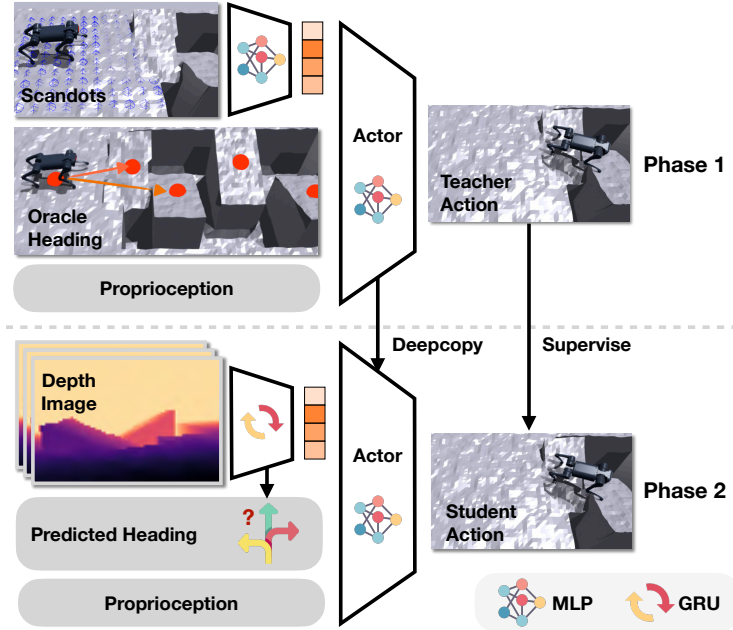 Scandots
Oracle
Heading
Proprioception
Actor
Teacher
Action
Phase 1
Deepcopy
Supervise
Depth
Image
Predicted Heading
?
Proprioception
Actor
Student
Action
Phase 2
MLP
GRU